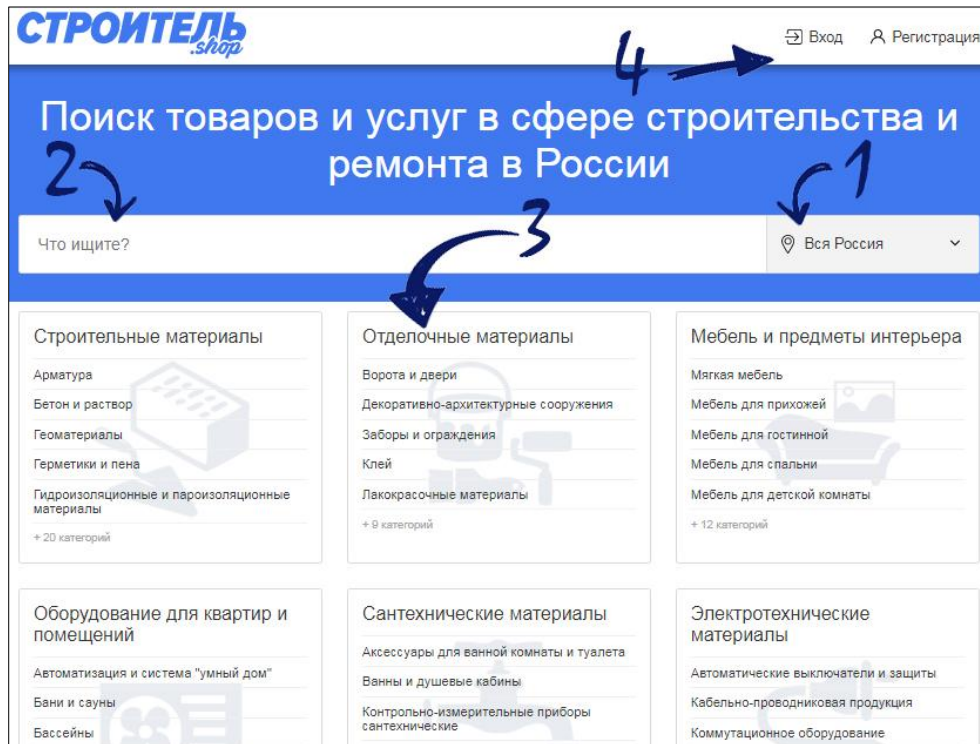 СТРОИТЕЛЬ
.shop
4
Вход
Регистрация
Поиск товаров и услуг в сфере строительства и
ремонта в России
2
1
Что ищите?
3
Вся Россия
Строительные материалы
Арматура
Бетон и раствор
Геоматериалы
Герметики и пена
Гидроизоляционные и пароизоляционные
материалы
+ 20 категорий
Отделочные материалы
Ворота и двери
Декоративно-архитектурные сооружения
Заборы и ограждения
Клей
Лакокрасочные материалы
+ 9 категорий
Мебель и предметы интерьера
Мягкая мебель
Мебель для прихожей
Мебель для гостинной
Мебель для спальни
Мебель для детской комнаты
+ 12 категорий
Оборудование для квартир и
помещений
Автоматизация и система "умный дом"
Бани и сауны
Бассейны
Сантехнические материалы
Аксессуары для ванной комнаты и туалета
Ванны и душевые кабины
Контрольно-измерительные приборы
сантехнические
Электротехнические
материалы
Автоматические выключатели и защиты
Кабельно-проводниковая продукция
Коммутационное оборудование